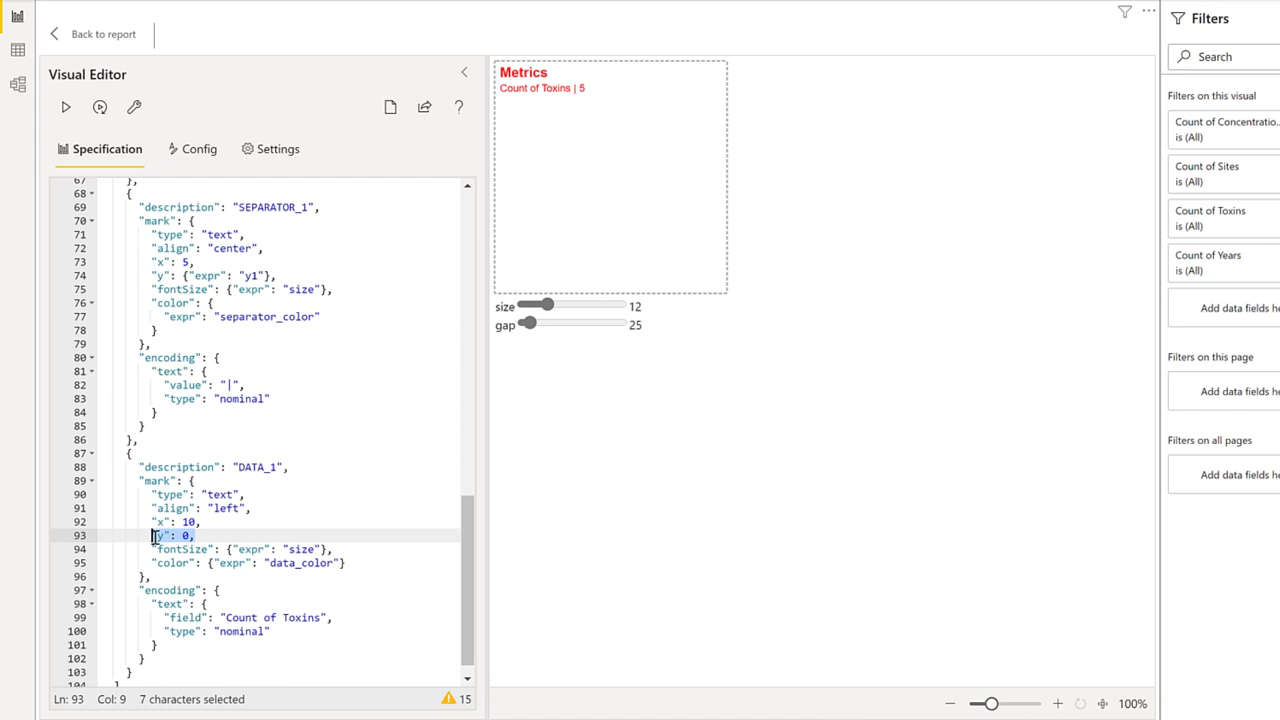 Back to report
Visual Editor
Specification
Config
Settings
67 },
68 {
69 "description": "SEPARATOR_1",
70 "mark": {
71 "type": "text",
72 "align": "center",
73 "x": 5,
74 "y": {"expr": "y1"},
75 "fontSize": {"expr": "size"},
76 "color": {
77 "expr": "separator_color"
78 }
79 },
80 "encoding": {
81 "text": {
82 "value": "|",
83 "type": "nominal"
84 }
85 }
86 },
87 {
88 "description": "DATA_1",
89 "mark": {
90 "type": "text",
91 "align": "left",
92 "x": 10,
93 "y": 0,
94 "fontSize": {"expr": "size"},
95 "color": {"expr": "data_color"}
96 },
97 "encoding": {
98 "text": {
99 "field": "Count of Toxins",
100 "type": "nominal"
101 }
102 }
103 }
104 ]
Ln: 93 Col: 9 7 characters selected 15
Metrics
Count of Toxins | 5
size 12
gap 25
100%
Filters
Search
Filters on this visual
Count of Concentratio...
is (All)
Count of Sites
is (All)
Count of Toxins
is (All)
Count of Years
is (All)
Add data fields he
Filters on this page
Add data fields he
Filters on all pages
Add data fields he